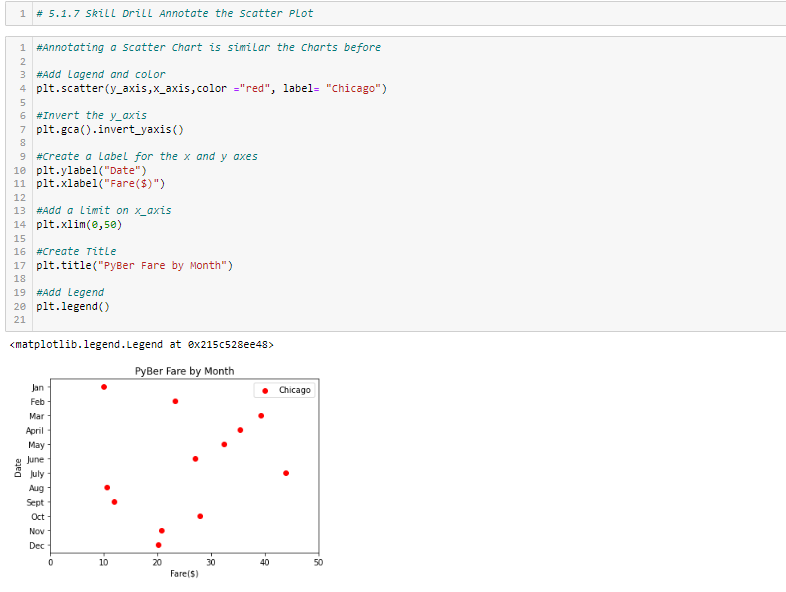 1 # 5.1.7 Skill Drill Annotate the Scatter Plot
1 #Annotating a Scatter Chart is similar the Charts before
2
3 #Add Lagend and color
4 plt.scatter(y_axis,x_axis,color ="red", label= "Chicago")
5
6 #Invert the y_axis
7 plt.gca().invert_yaxis()
8
9 #Create a Label for the x and y axes
10 plt.ylabel("Date")
11 plt.xlabel("Fare($)")
12
13 #Add a Limit on x_axis
14 plt.xlim(0,50)
15
16 #Create Title
17 plt.title("PyBer Fare by Month")
18
19 #Add Legend
20 plt.legend()
21
<matplotlib.legend.Legend at 0x215c528ee48>
PyBer Fare by Month
Chicago
Jan
Feb
Mar
April
May
June
July
Aug
Sept
Oct
Nov
Dec
Date
0 10 20 30 40 50
Fare($)